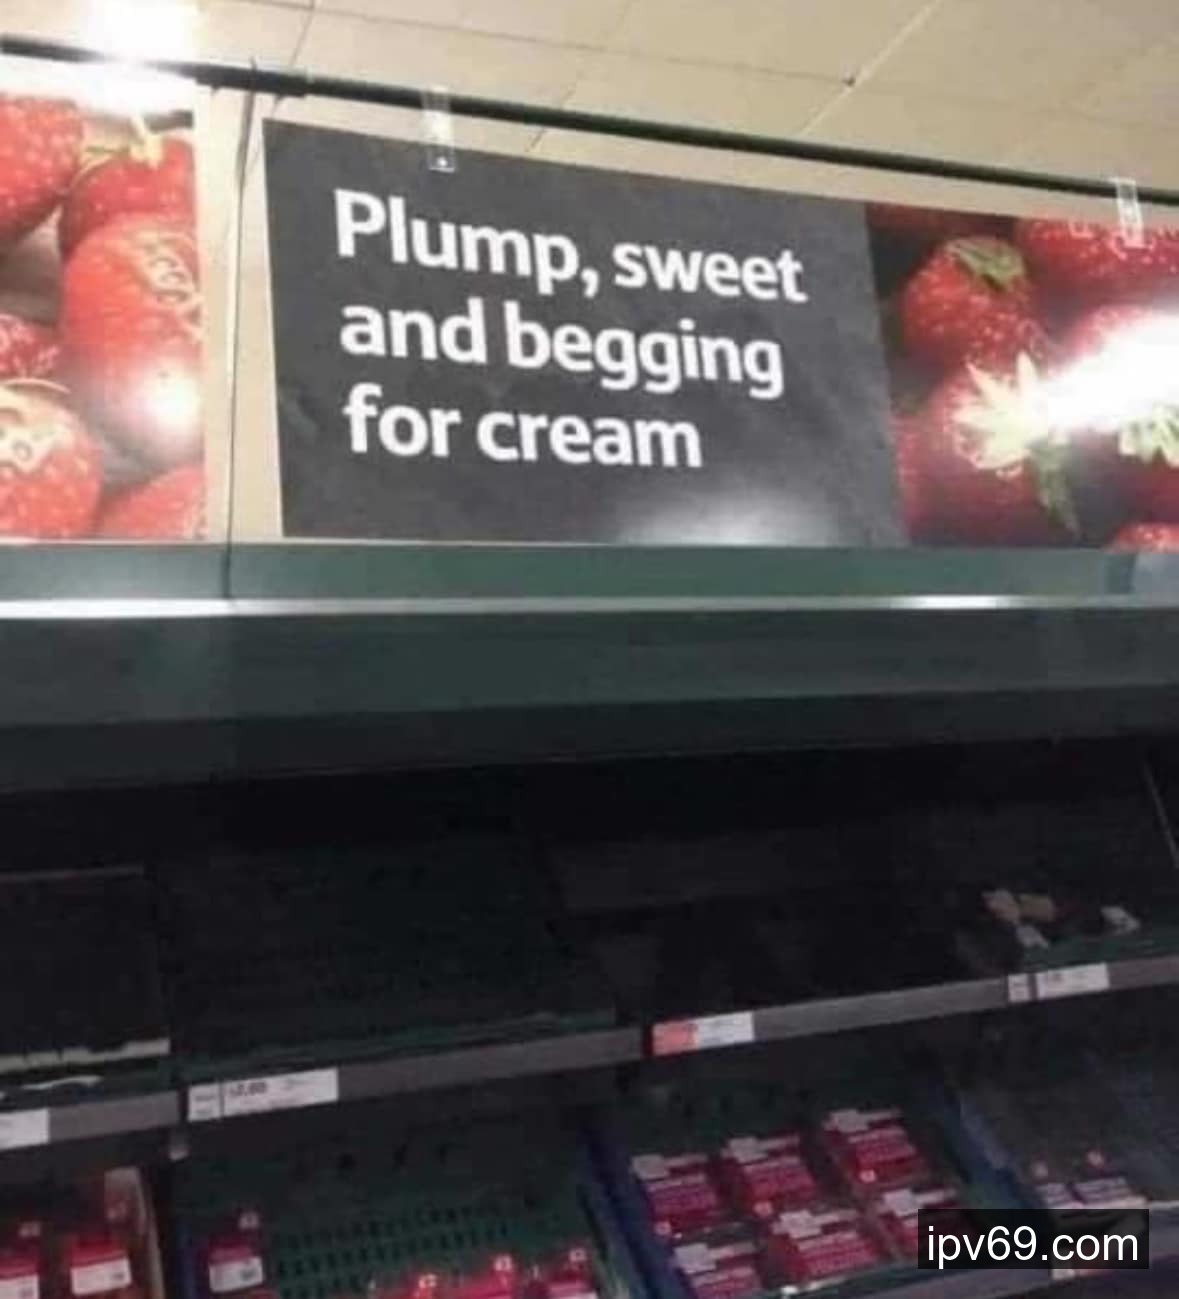 Plump, sweet
and begging
for cream
ipv69.com